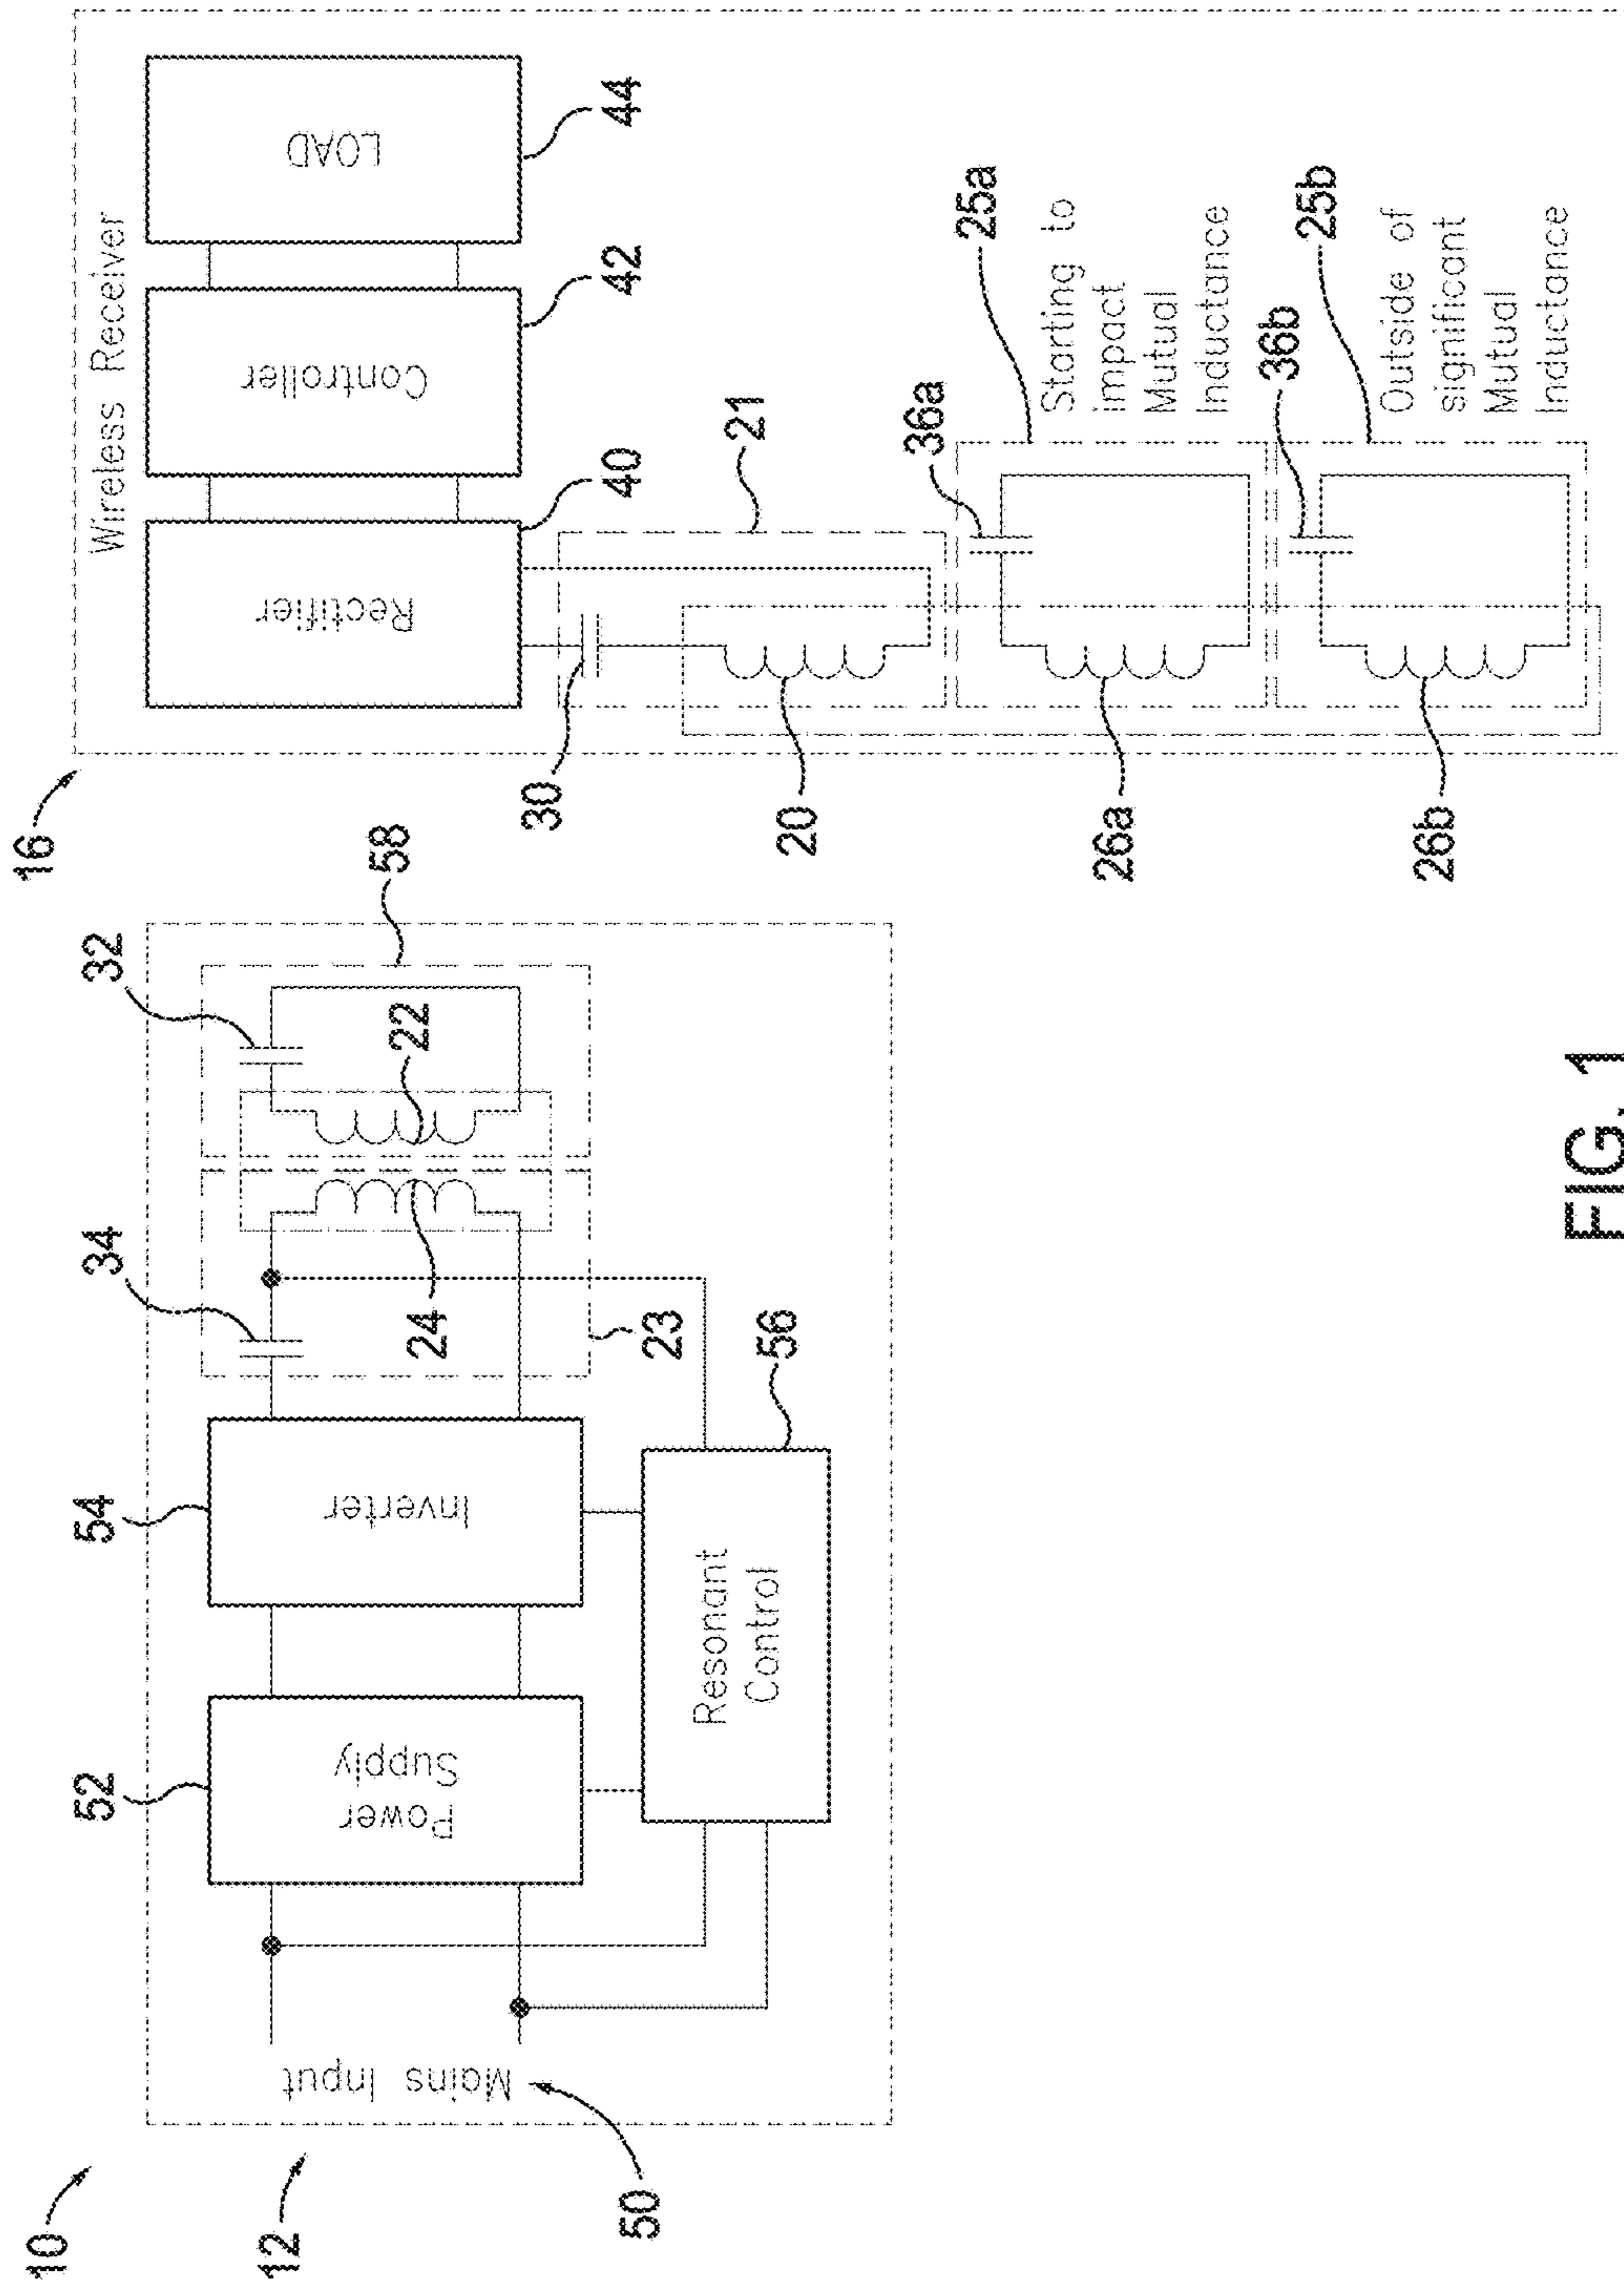 10
12
16
Mains Input
50
52
Power
Supply
54
Inverter
34
24
23
32
22
58
Resonant
Control
56
Wireless Receiver
Rectifier
40
Controller
42
LOAD
44
30
20
21
36a
26a
25a
Starting to
impact
Mutual
Inductance
36b
26b
25b
Outside of
significant
Mutual
Inductance
FIG. 1